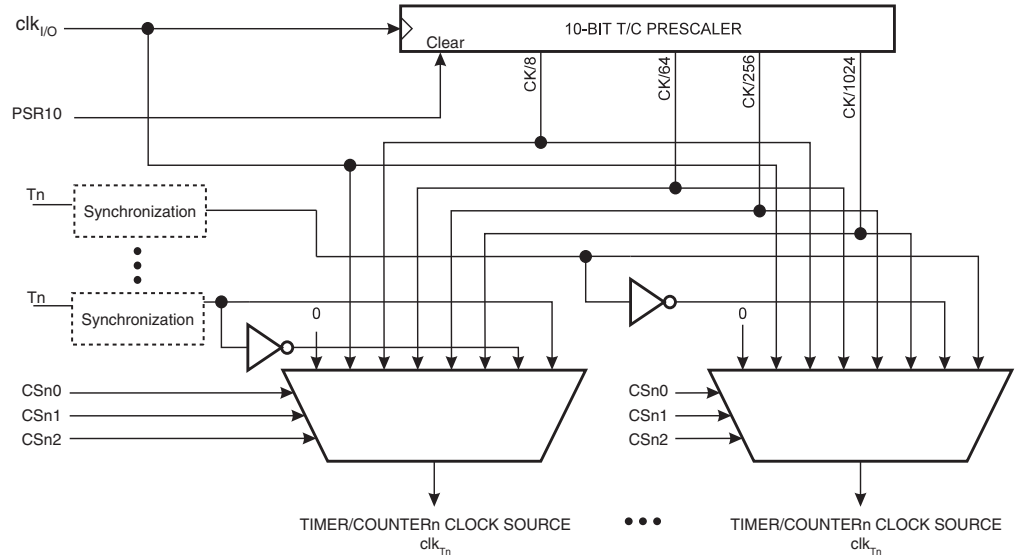 clkI/O
10-BIT T/C PRESCALER
Clear
CK/8
CK/64
CK/256
CK/1024
PSR10
Tn
Synchronization
Tn
Synchronization
0
0
CSn0
CSn1
CSn2
CSn0
CSn1
CSn2
TIMER/COUNTERn CLOCK SOURCE
clkTn
TIMER/COUNTERn CLOCK SOURCE
clkTn